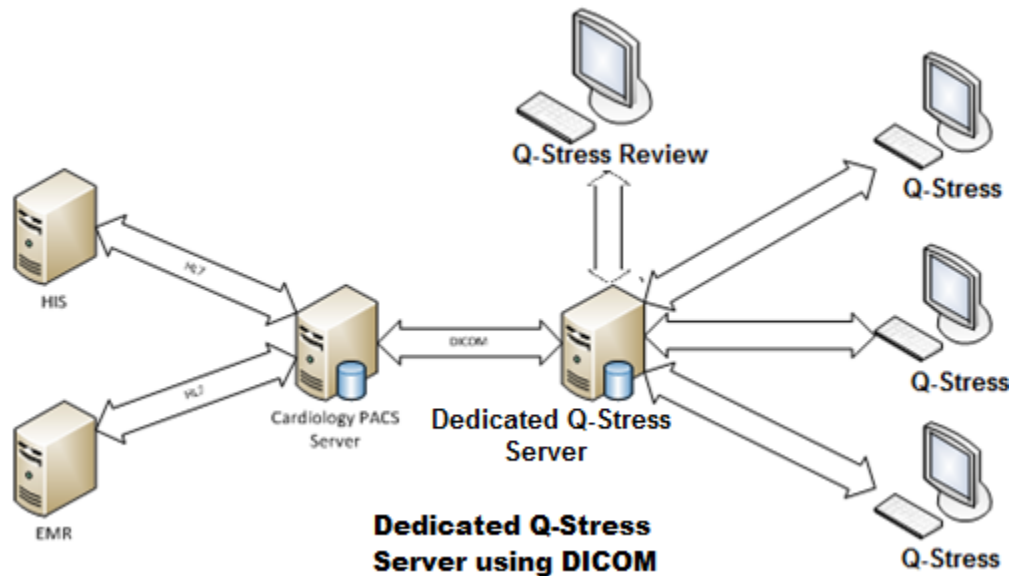 Q-Stress Review
Q-Stress
HL7
HIS
DICOM
Q-Stress
Cardiology PACS
Server
Dedicated Q-Stress
Server
HL7
EMR
Dedicated Q-Stress
Server using DICOM
Q-Stress